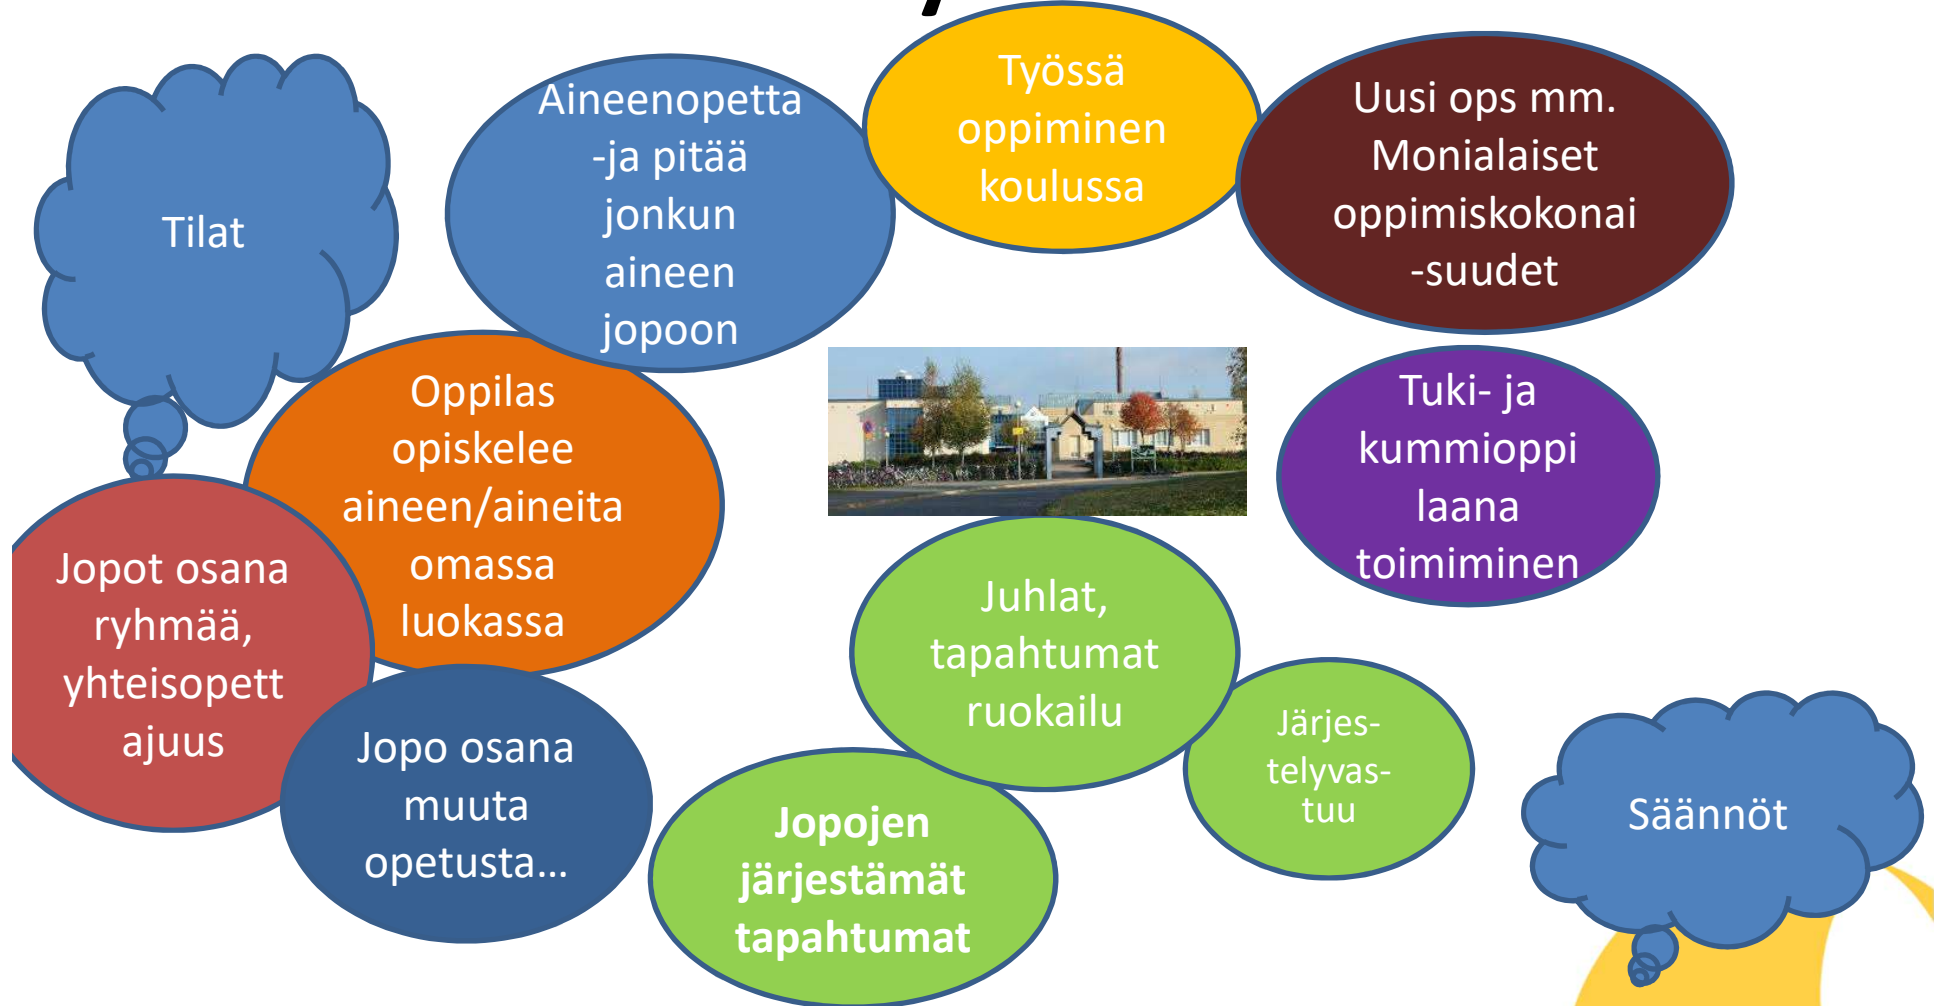 Tilat
Aineenopetta
-ja pitää
jonkun
aineen
jopoon
Työssä
oppiminen
koulussa
Uusi ops mm.
Monialaiset
oppimiskokonai
-suudet
Oppilas
opiskelee
aineen/aineita
omassa
luokassa
Tuki- ja
kummioppi
laana
toimiminen
Jopot osana
ryhmää,
yhteisopett
ajuus
Juhlat,
tapahtumat
ruokailu
Jopo osana
muuta
opetusta...
Järjes-
telyvas-
tuu
Jopojen
järjestämät
tapahtumat
Säännöt